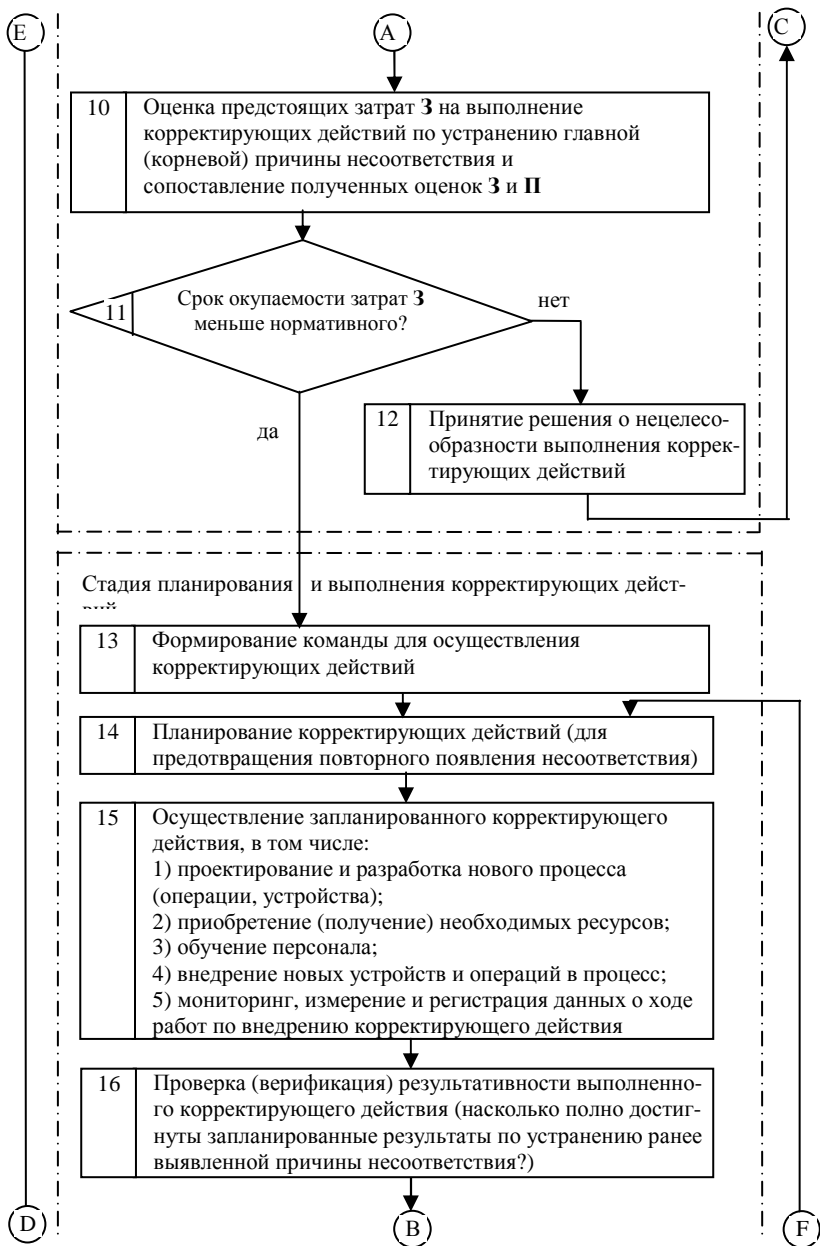 E
A
C
10
Оценка предстоящих затрат З на выполнение
корректирующих действий по устранению главной
(корневой) причины несоответствия и
сопоставление полученных оценок З и П
11
Срок окупаемости затрат З
меньше нормативного?
нет
да
12
Принятие решения о нецелесо-
образности выполнения коррек-
тирующих действий
Стадия планирования и выполнения корректирующих дейст-
вий
13
Формирование команды для осуществления
корректирующих действий
14
Планирование корректирующих действий (для
предотвращения повторного появления несоответствия)
15
Осуществление запланированного корректирующего
действия, в том числе:
1) проектирование и разработка нового процесса
(операции, устройства);
2) приобретение (получение) необходимых ресурсов;
3) обучение персонала;
4) внедрение новых устройств и операций в процесс;
5) мониторинг, измерение и регистрация данных о ходе
работ по внедрению корректирующего действия
16
Проверка (верификация) результативности выполненно-
го корректирующего действия (насколько полно достиг-
нуты запланированные результаты по устранению ранее
выявленной причины несоответствия?)
D
B
F